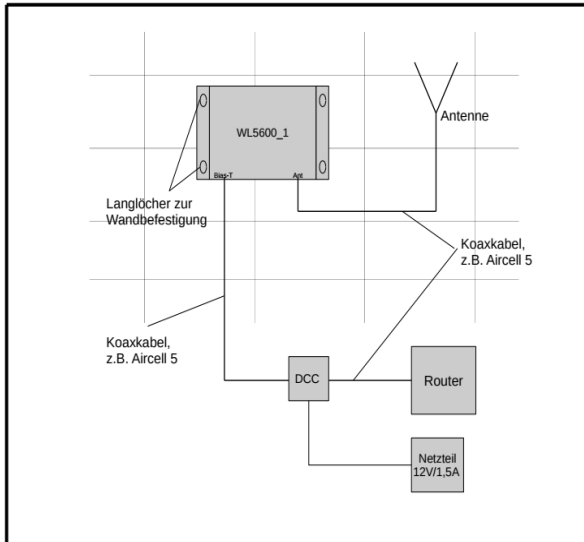 Antenne
WL5600_1
Bias-T
Ant
Langlöcher zur
Wandbefestigung
Koaxkabel,
z.B. Aircell 5
Koaxkabel,
z.B. Aircell 5
DCC
Router
Netzteil
12V/1,5A